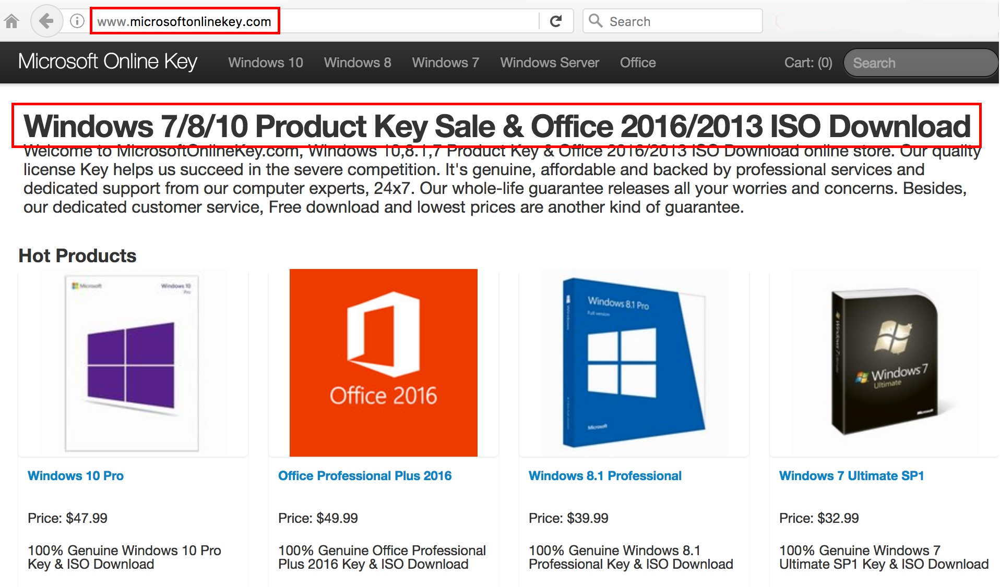 www.microsoftonlinekey.com
Search
Microsoft Online Key
Windows 10
Windows 8
Windows 7
Windows Server
Office
Cart: (0)
Search
Windows 7/8/10 Product Key Sale & Office 2016/2013 ISO Download
Welcome to MicrosoftOnlineKey.com, Windows 10,8.1,7 Product Key & Office 2016/2013 ISO Download online store. Our quality
license Key helps us succeed in the severe competition. It's genuine, affordable and backed by professional services and
dedicated support from our computer experts, 24x7. Our whole-life guarantee releases all your worries and concerns. Besides,
our dedicated customer service, Free download and lowest prices are another kind of guarantee.
Hot Products
Microsoft
Windows 10
Pro
Office 2016
Windows 8.1 Pro
Full version
Windows
Microsoft
Windows 7
Ultimate
Microsoft
Windows 10 Pro
Price: $47.99
100% Genuine Windows 10 Pro
Key & ISO Download
Office Professional Plus 2016
Price: $49.99
100% Genuine Office Professional
Plus 2016 Key & ISO Download
Windows 8.1 Professional
Price: $39.99
100% Genuine Windows 8.1
Professional Key & ISO Download
Windows 7 Ultimate SP1
Price: $32.99
100% Genuine Windows 7
Ultimate SP1 Key & ISO Download